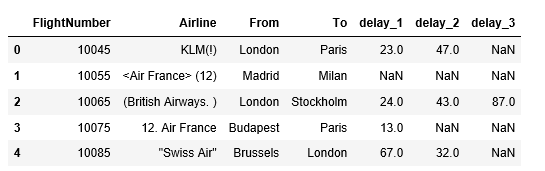 FlightNumber Airline From To delay_1 delay_2 delay_3
0 10045 KLM(!) London Paris 23.0 47.0 NaN
1 10055 <Air France> (12) Madrid Milan NaN NaN NaN
2 10065 (British Airways. ) London Stockholm 24.0 43.0 87.0
3 10075 12. Air France Budapest Paris 13.0 NaN NaN
4 10085 "Swiss Air" Brussels London 67.0 32.0 NaN